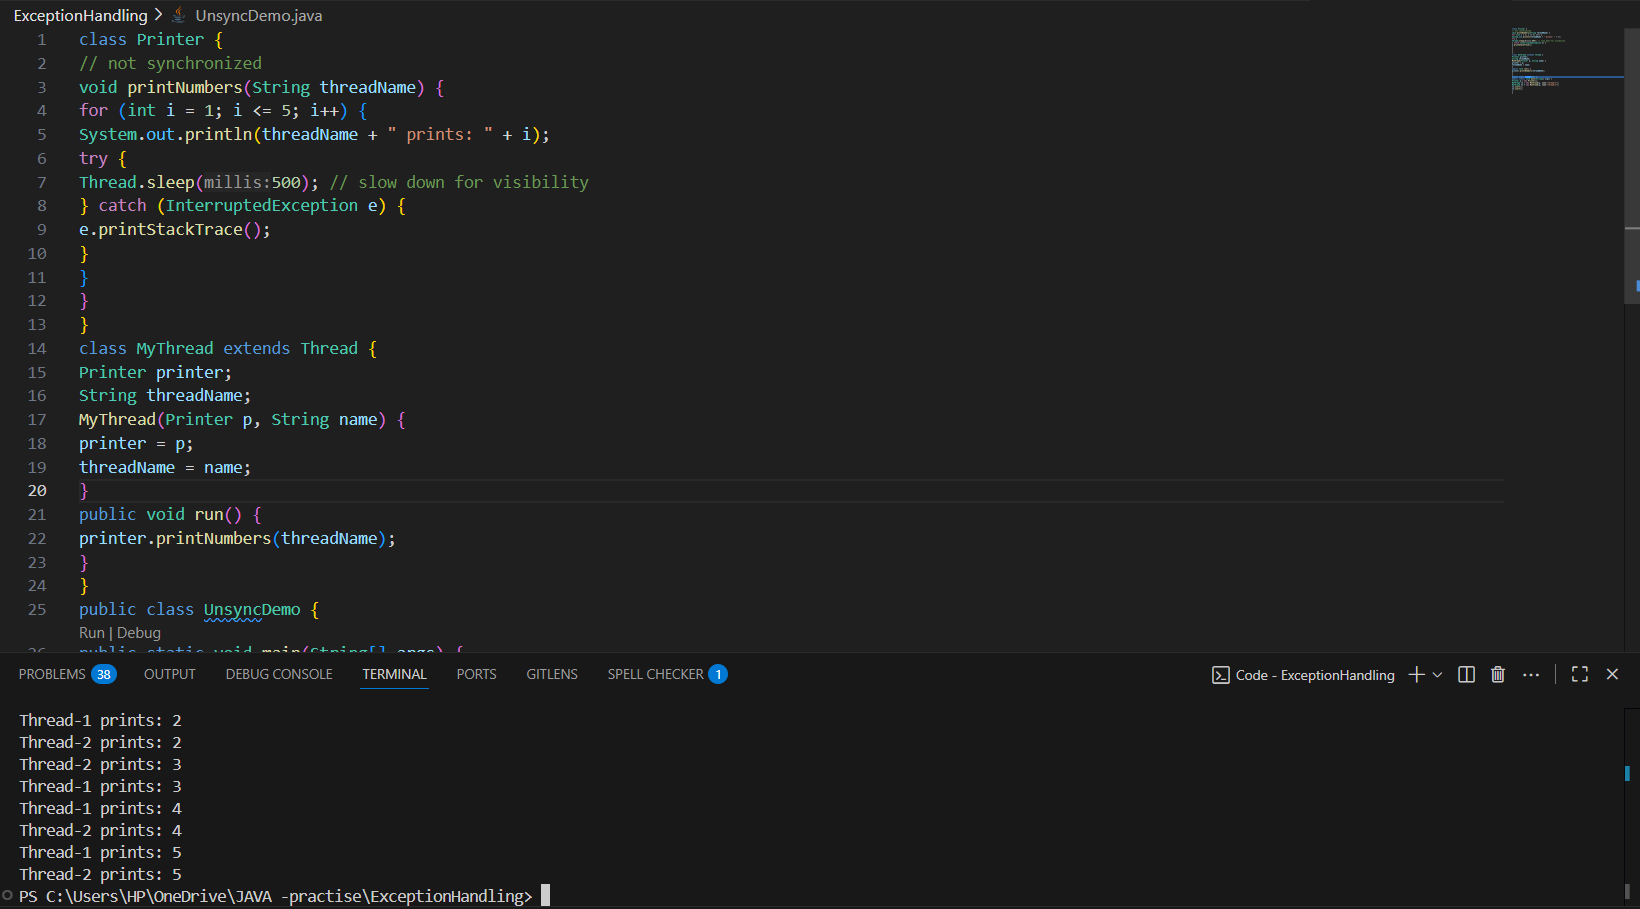 ExceptionHandling > UnsyncDemo.java
1 class Printer {
2 // not synchronized
3 void printNumbers(String threadName) {
4 for (int i = 1; i <= 5; i++) {
5 System.out.println(threadName + " prints: " + i);
6 try {
7 Thread.sleep(millis:500); // slow down for visibility
8 } catch (InterruptedException e) {
9 e.printStackTrace();
10 }
11 }
12 }
13 }
14 class MyThread extends Thread {
15 Printer printer;
16 String threadName;
17 MyThread(Printer p, String name) {
18 printer = p;
19 threadName = name;
20 }
21 public void run() {
22 printer.printNumbers(threadName);
23 }
24 }
25 public class UnsyncDemo {
Run | Debug
26 public static void main(String[] args) {
PROBLEMS 38 OUTPUT DEBUG CONSOLE TERMINAL PORTS GITLENS SPELL CHECKER 1 Code - ExceptionHandling
Thread-1 prints: 2
Thread-2 prints: 2
Thread-2 prints: 3
Thread-1 prints: 3
Thread-1 prints: 4
Thread-2 prints: 4
Thread-1 prints: 5
Thread-2 prints: 5
PS C:\Users\HP\OneDrive\JAVA -practise\ExceptionHandling>